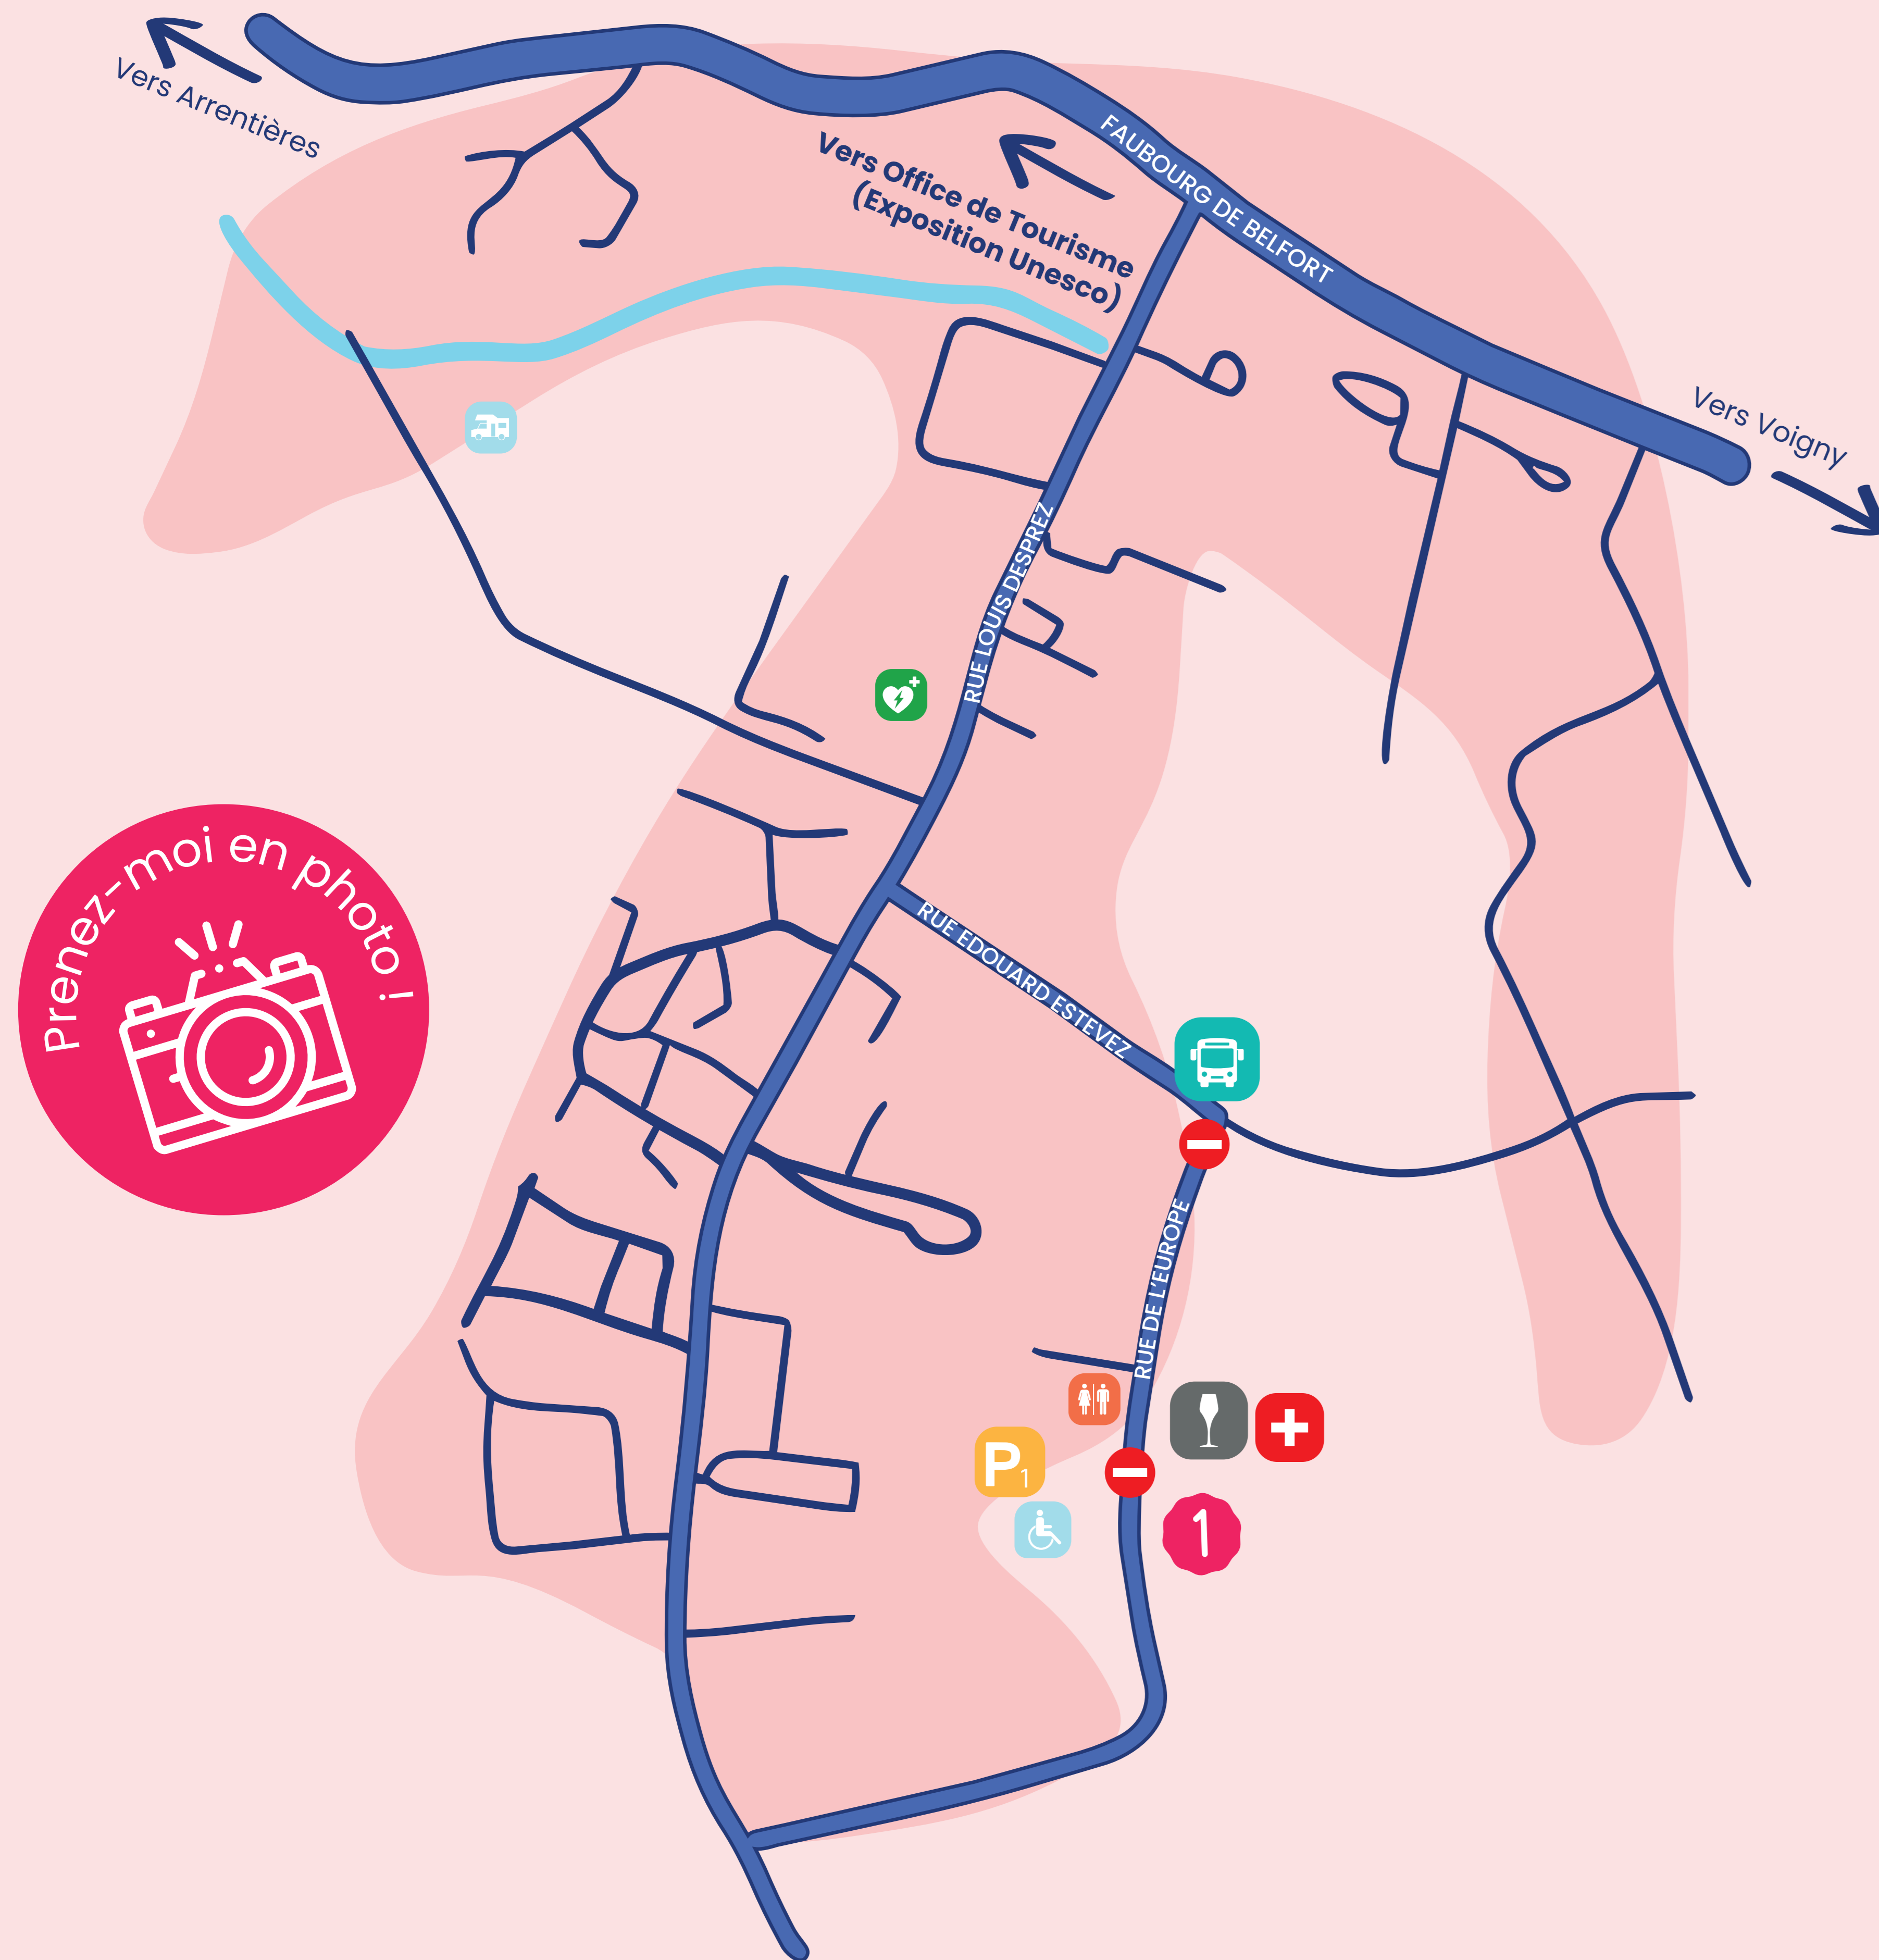 Vers Arrentières
FAUBOURG DE BELFORT
Vers Office de Tourisme
(Exposition Unesco)
Vers Voigny
RUE LOUIS DESPREZ
Prenez-moi en photo !
RUE EDOUARD ESTEVEZ
RUE DE L'EUROPE
P1
1